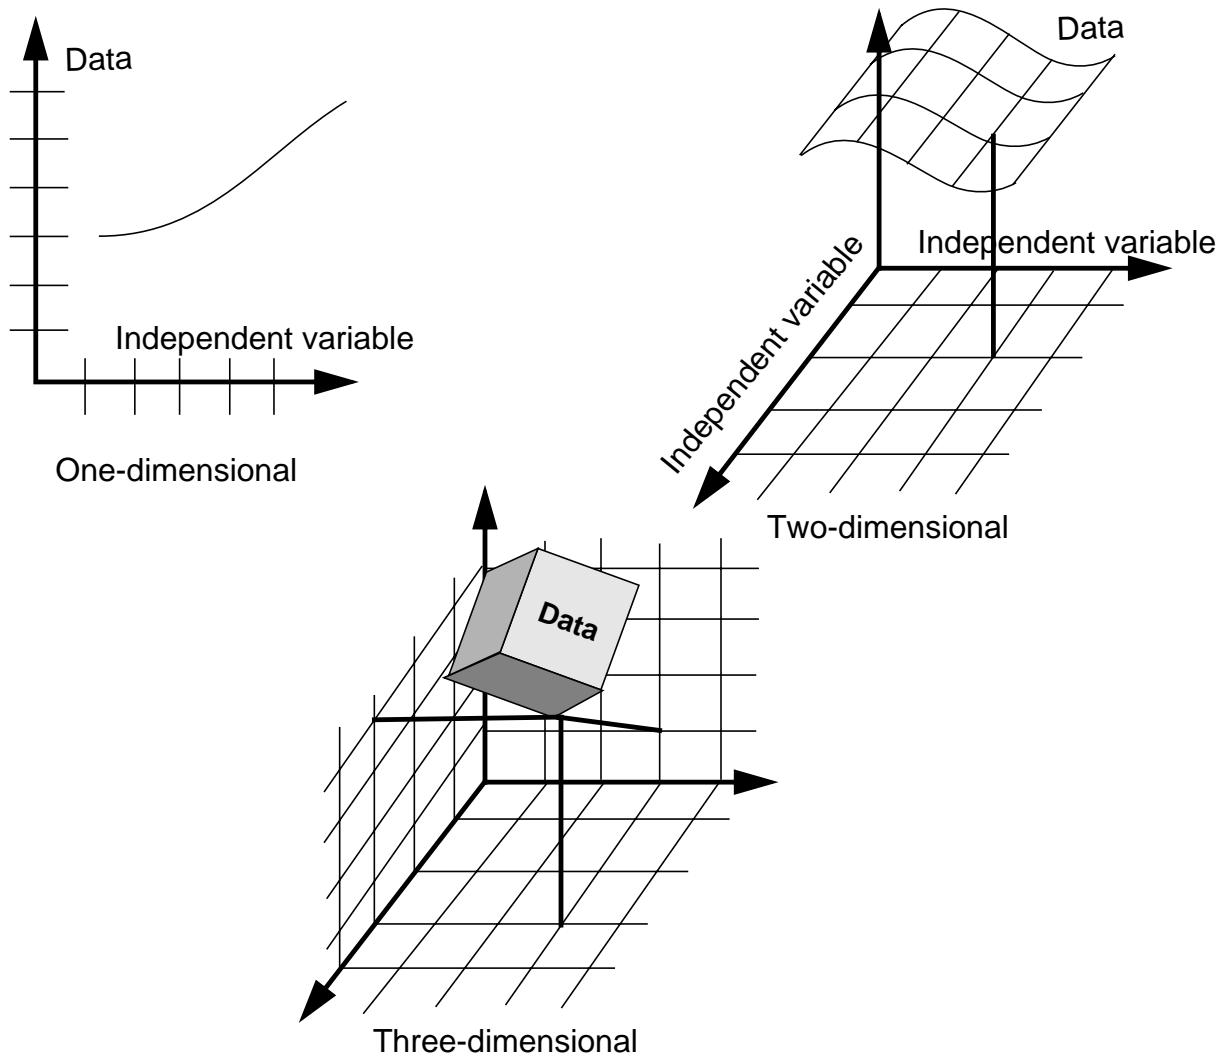 Data
Independent variable
One-dimensional
Data
Independent variable
Independent variable
Two-dimensional
Data
Three-dimensional